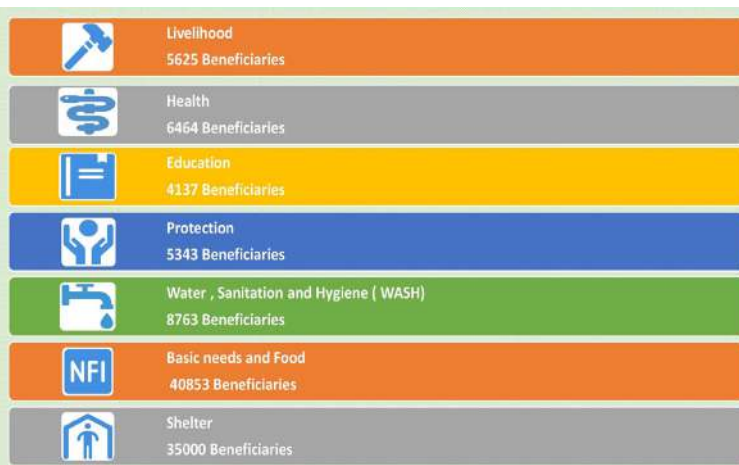 Livelihood
5625 Beneficiaries
Health
6464 Beneficiaries
Education
4137 Beneficiaries
Protection
5343 Beneficiaries
Water , Sanitation and Hygiene ( WASH)
8763 Beneficiaries
NFI
Basic needs and Food
40853 Beneficiaries
Shelter
35000 Beneficiaries